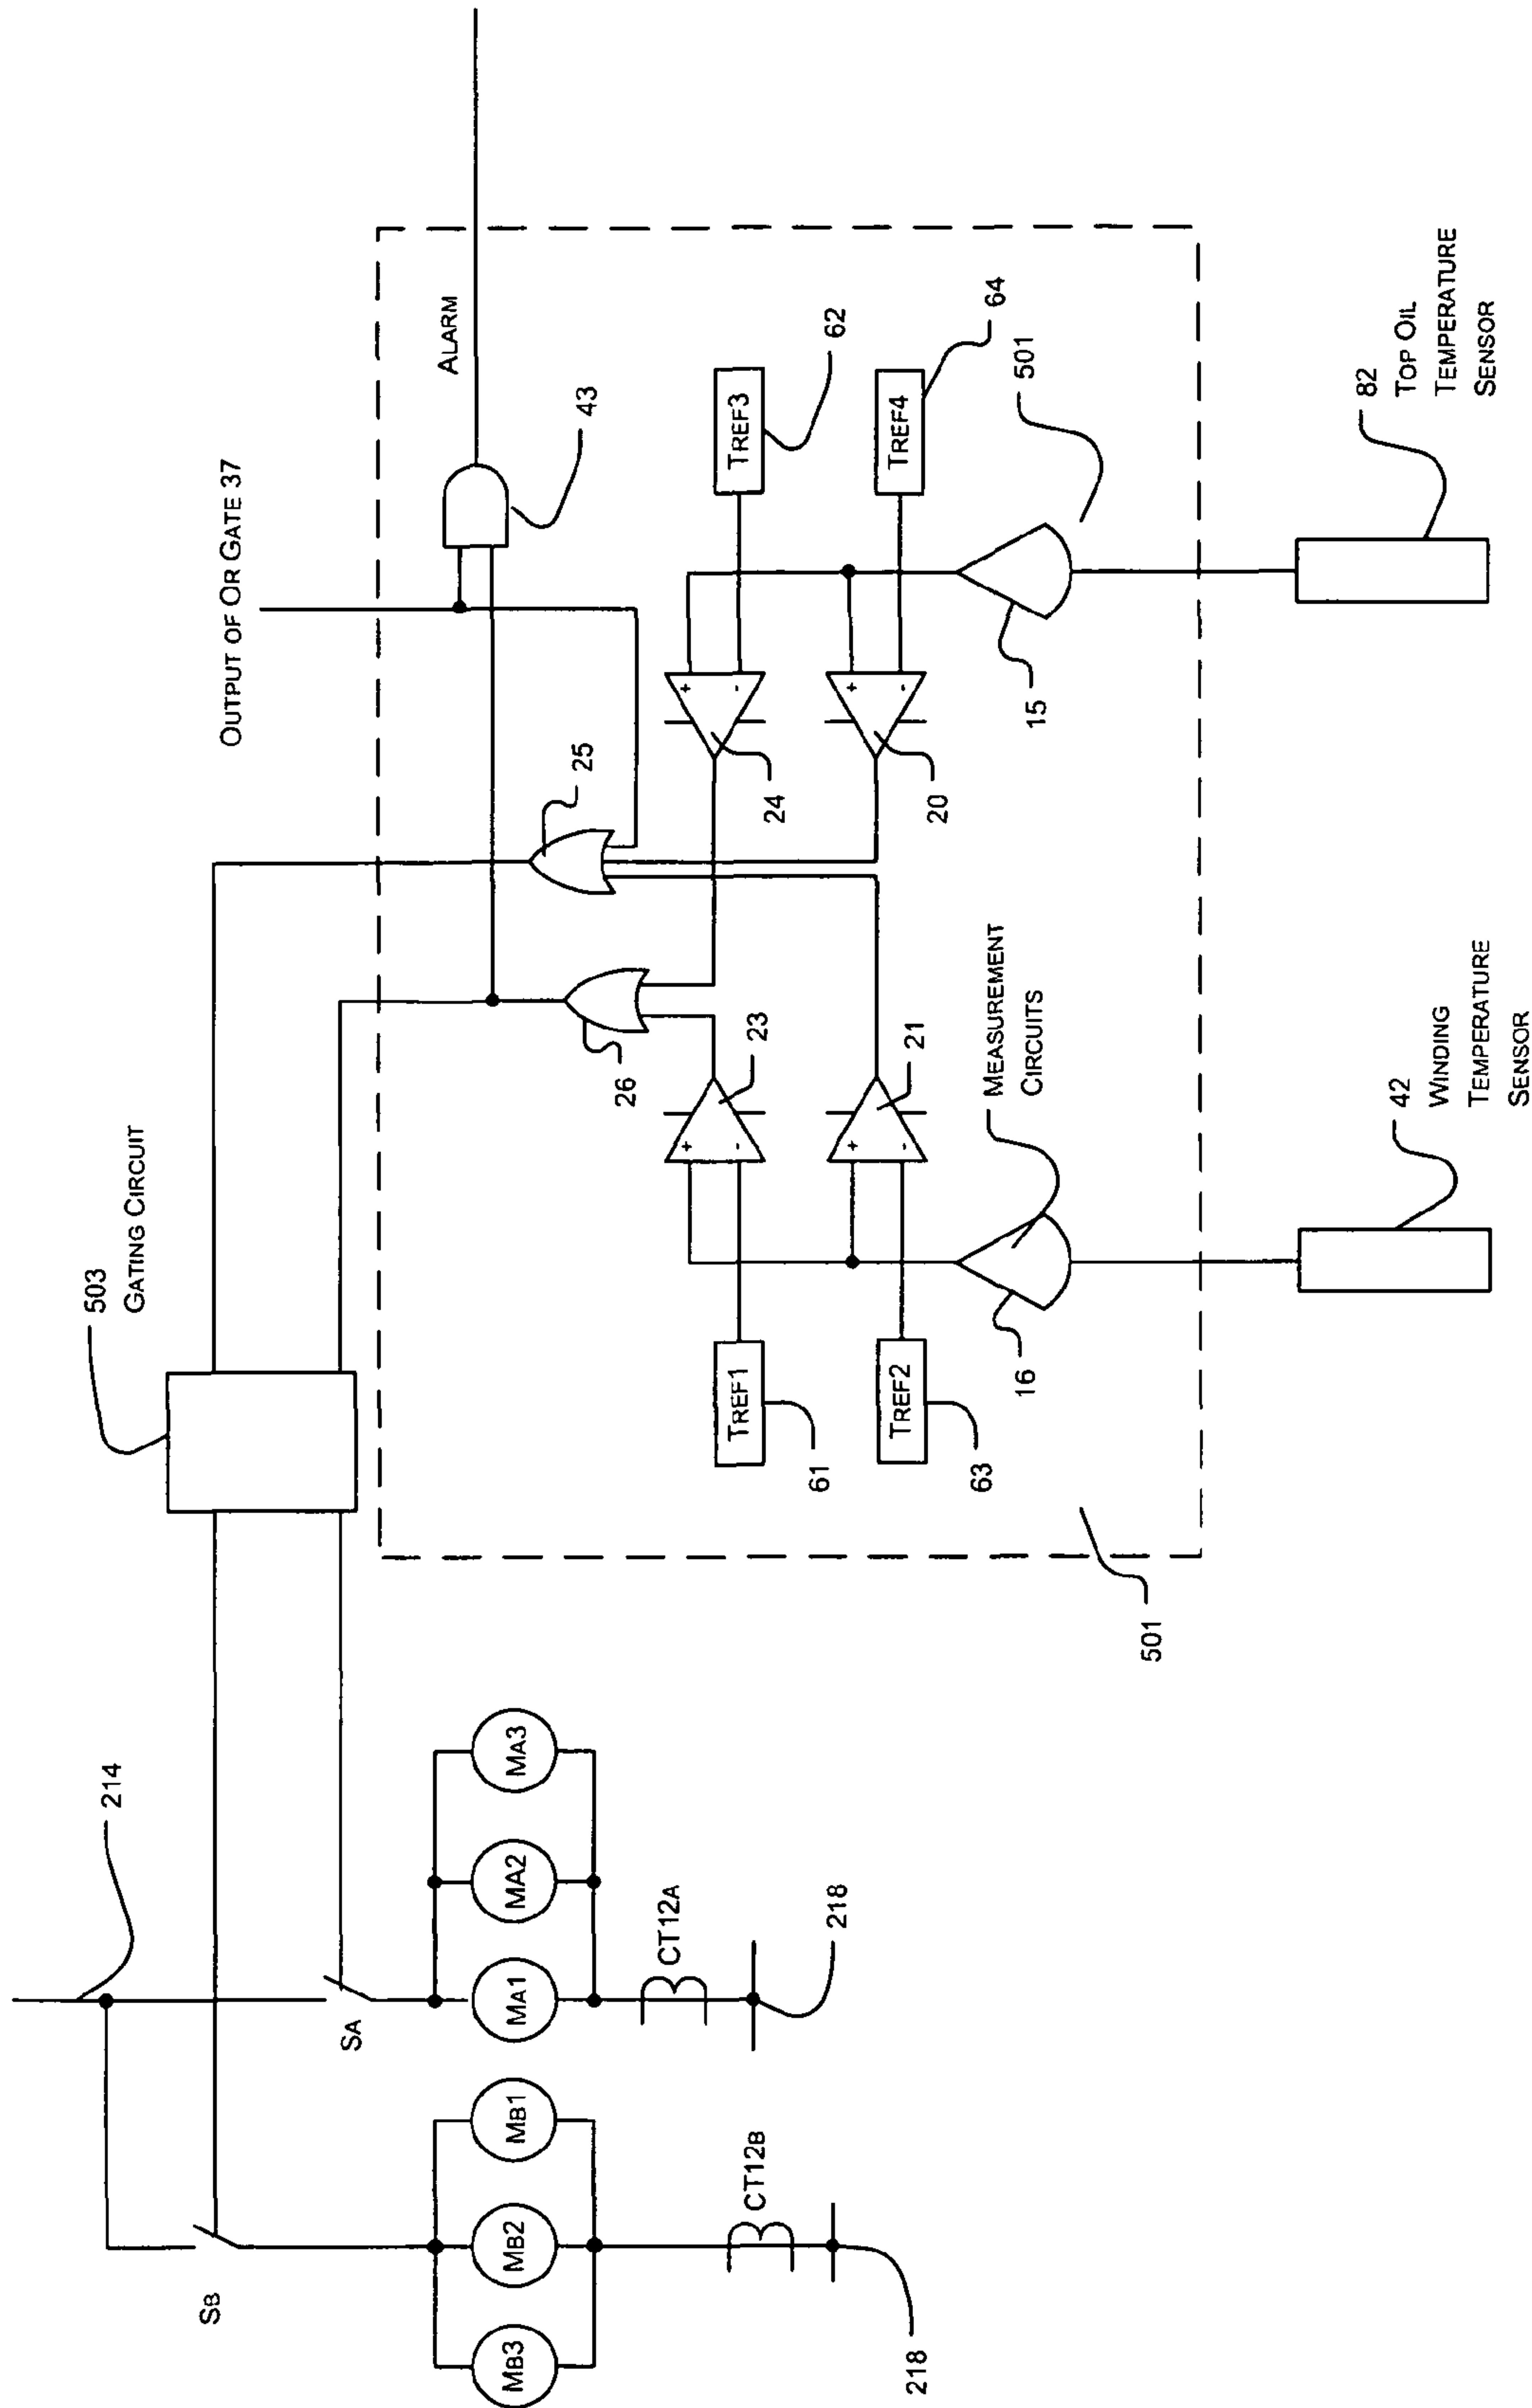 214
SB
SA
MB3
MB2
MB1
MA1
MA2
MA3
CT12B
CT12A
218
218
503
GATING CIRCUIT
OUTPUT OF OR GATE 37
ALARM
43
25
26
TREF1
61
TREF2
63
23
21
24
20
TREF3
62
TREF4
64
+
-
+
-
+
-
+
-
16
MEASUREMENT
CIRCUITS
15
501
501
42
WINDING
TEMPERATURE
SENSOR
82
TOP OIL
TEMPERATURE
SENSOR